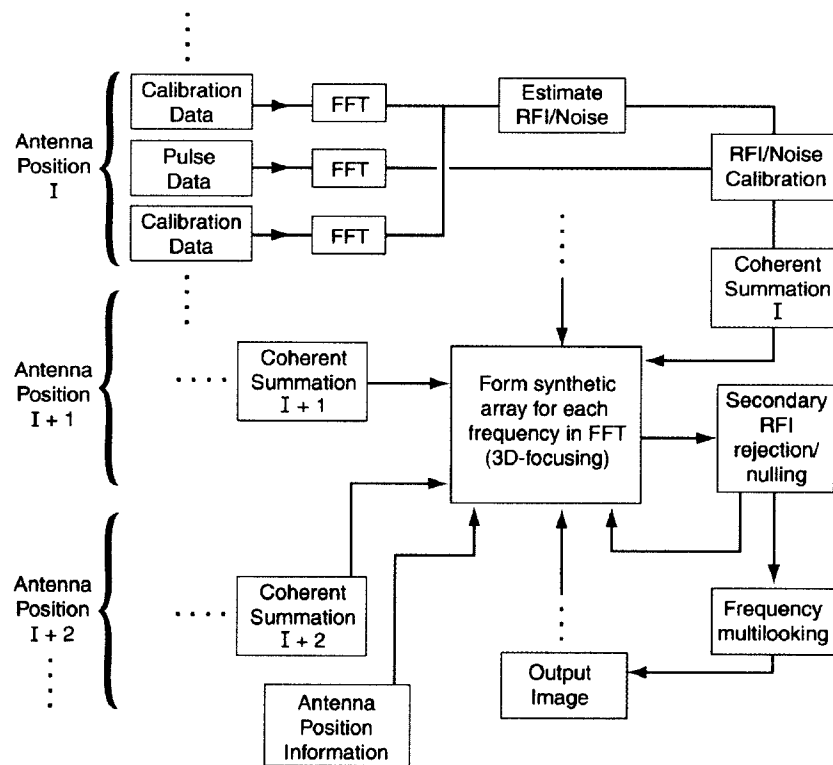 Antenna
Position
I
Calibration
Data
FFT
Estimate
RFI/Noise
Pulse
Data
FFT
RFI/Noise
Calibration
Calibration
Data
FFT
Coherent
Summation
I
Antenna
Position
I + 1
Coherent
Summation
I + 1
Form synthetic
array for each
frequency in FFT
(3D-focusing)
Secondary
RFI
rejection/
nulling
Antenna
Position
I + 2
Coherent
Summation
I + 2
Frequency
multilooking
Output
Image
Antenna
Position
Information